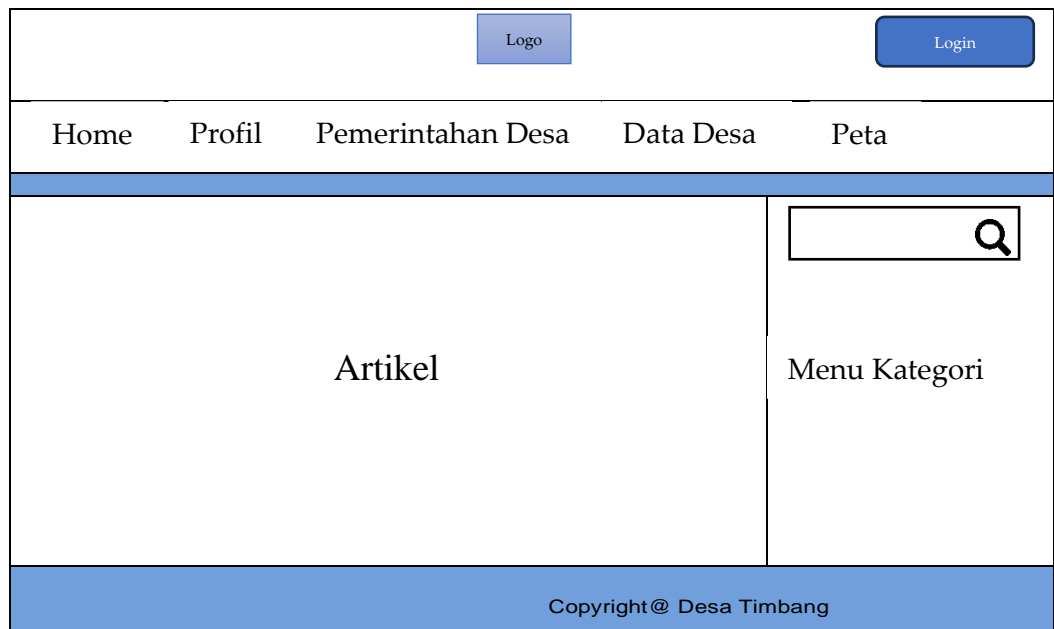 Logo
Login
Home Profil Pemerintahan Desa Data Desa Peta
Artikel
Menu Kategori
Copyright@ Desa Timbang